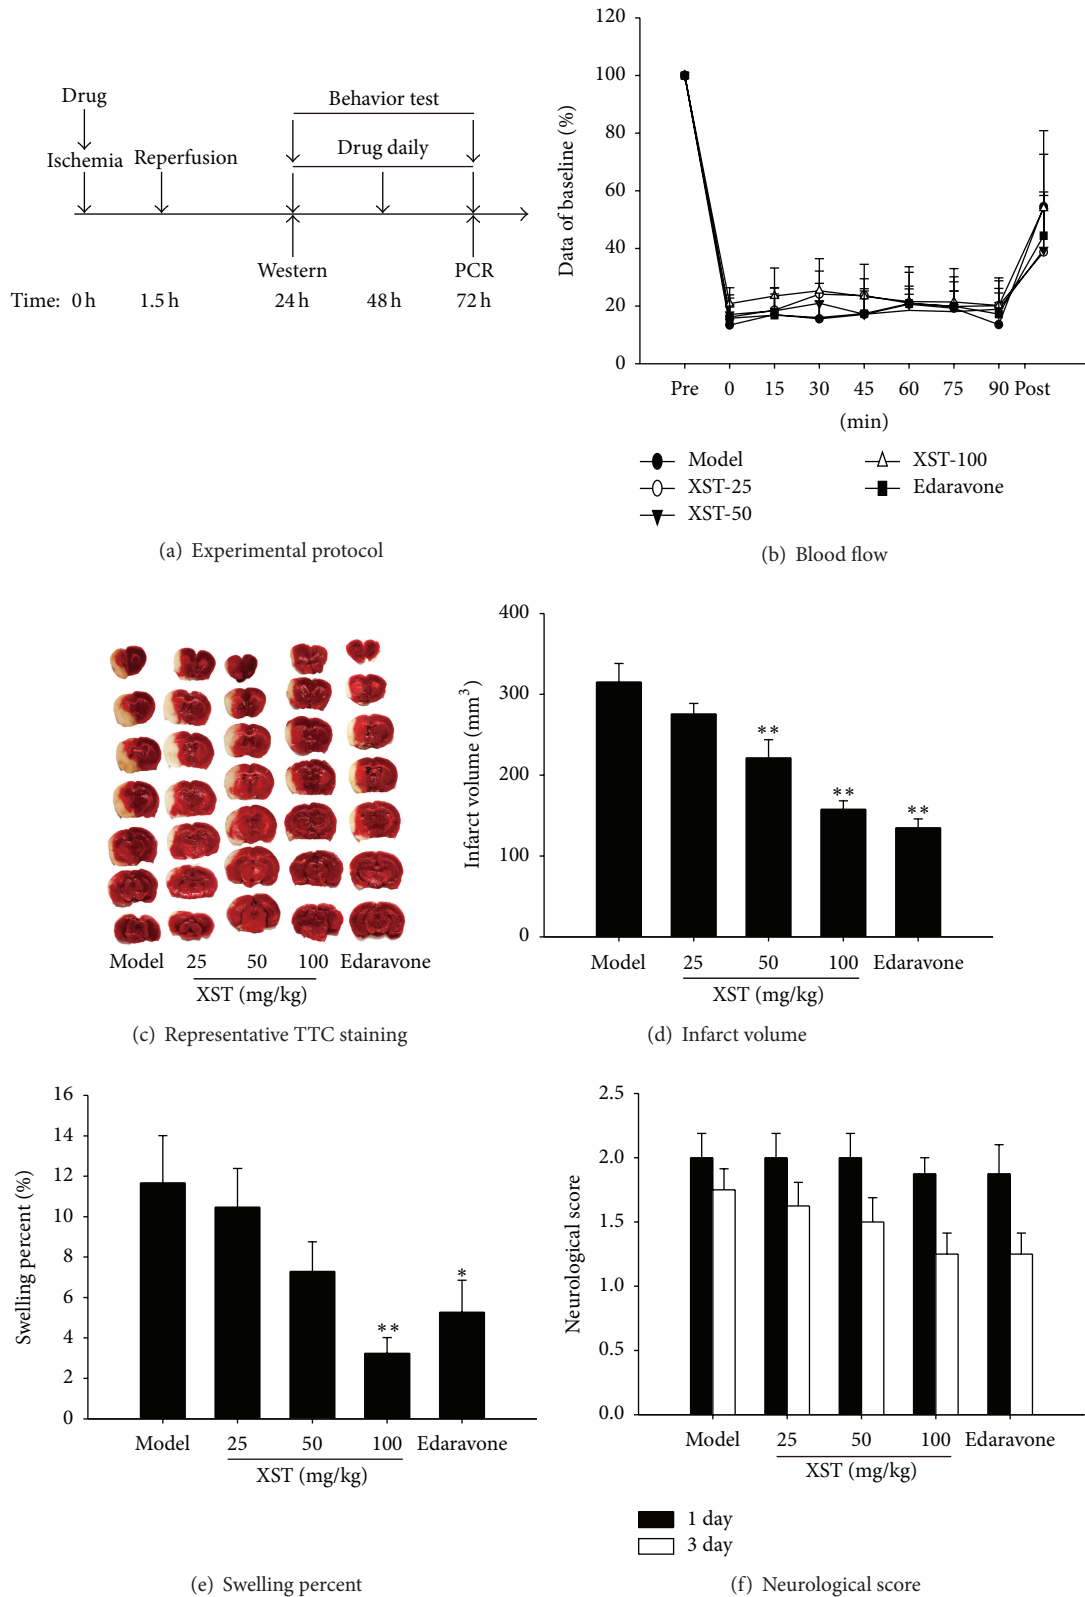 Drug
Behavior test
Drug daily
Ischemia Reperfusion
Western PCR
Time: 0 h 1.5 h 24 h 48 h 72 h
(a) Experimental protocol
120
100
80
60
40
20
0
Data of baseline (%)
Pre 0 15 30 45 60 75 90 Post
(min)
Model XST-100
XST-25 Edaravone
XST-50
(b) Blood flow
Model 25 50 100 Edaravone
XST (mg/kg)
(c) Representative TTC staining
400
300
200
100
0
Infarct volume (mm³)
**
**
**
Model 25 50 100 Edaravone
XST (mg/kg)
(d) Infarct volume
16
14
12
10
8
6
4
2
0
Swelling percent (%)
**
*
Model 25 50 100 Edaravone
XST (mg/kg)
(e) Swelling percent
2.5
2.0
1.5
1.0
0.5
0.0
Neurological score
Model 25 50 100 Edaravone
XST (mg/kg)
1 day
3 day
(f) Neurological score